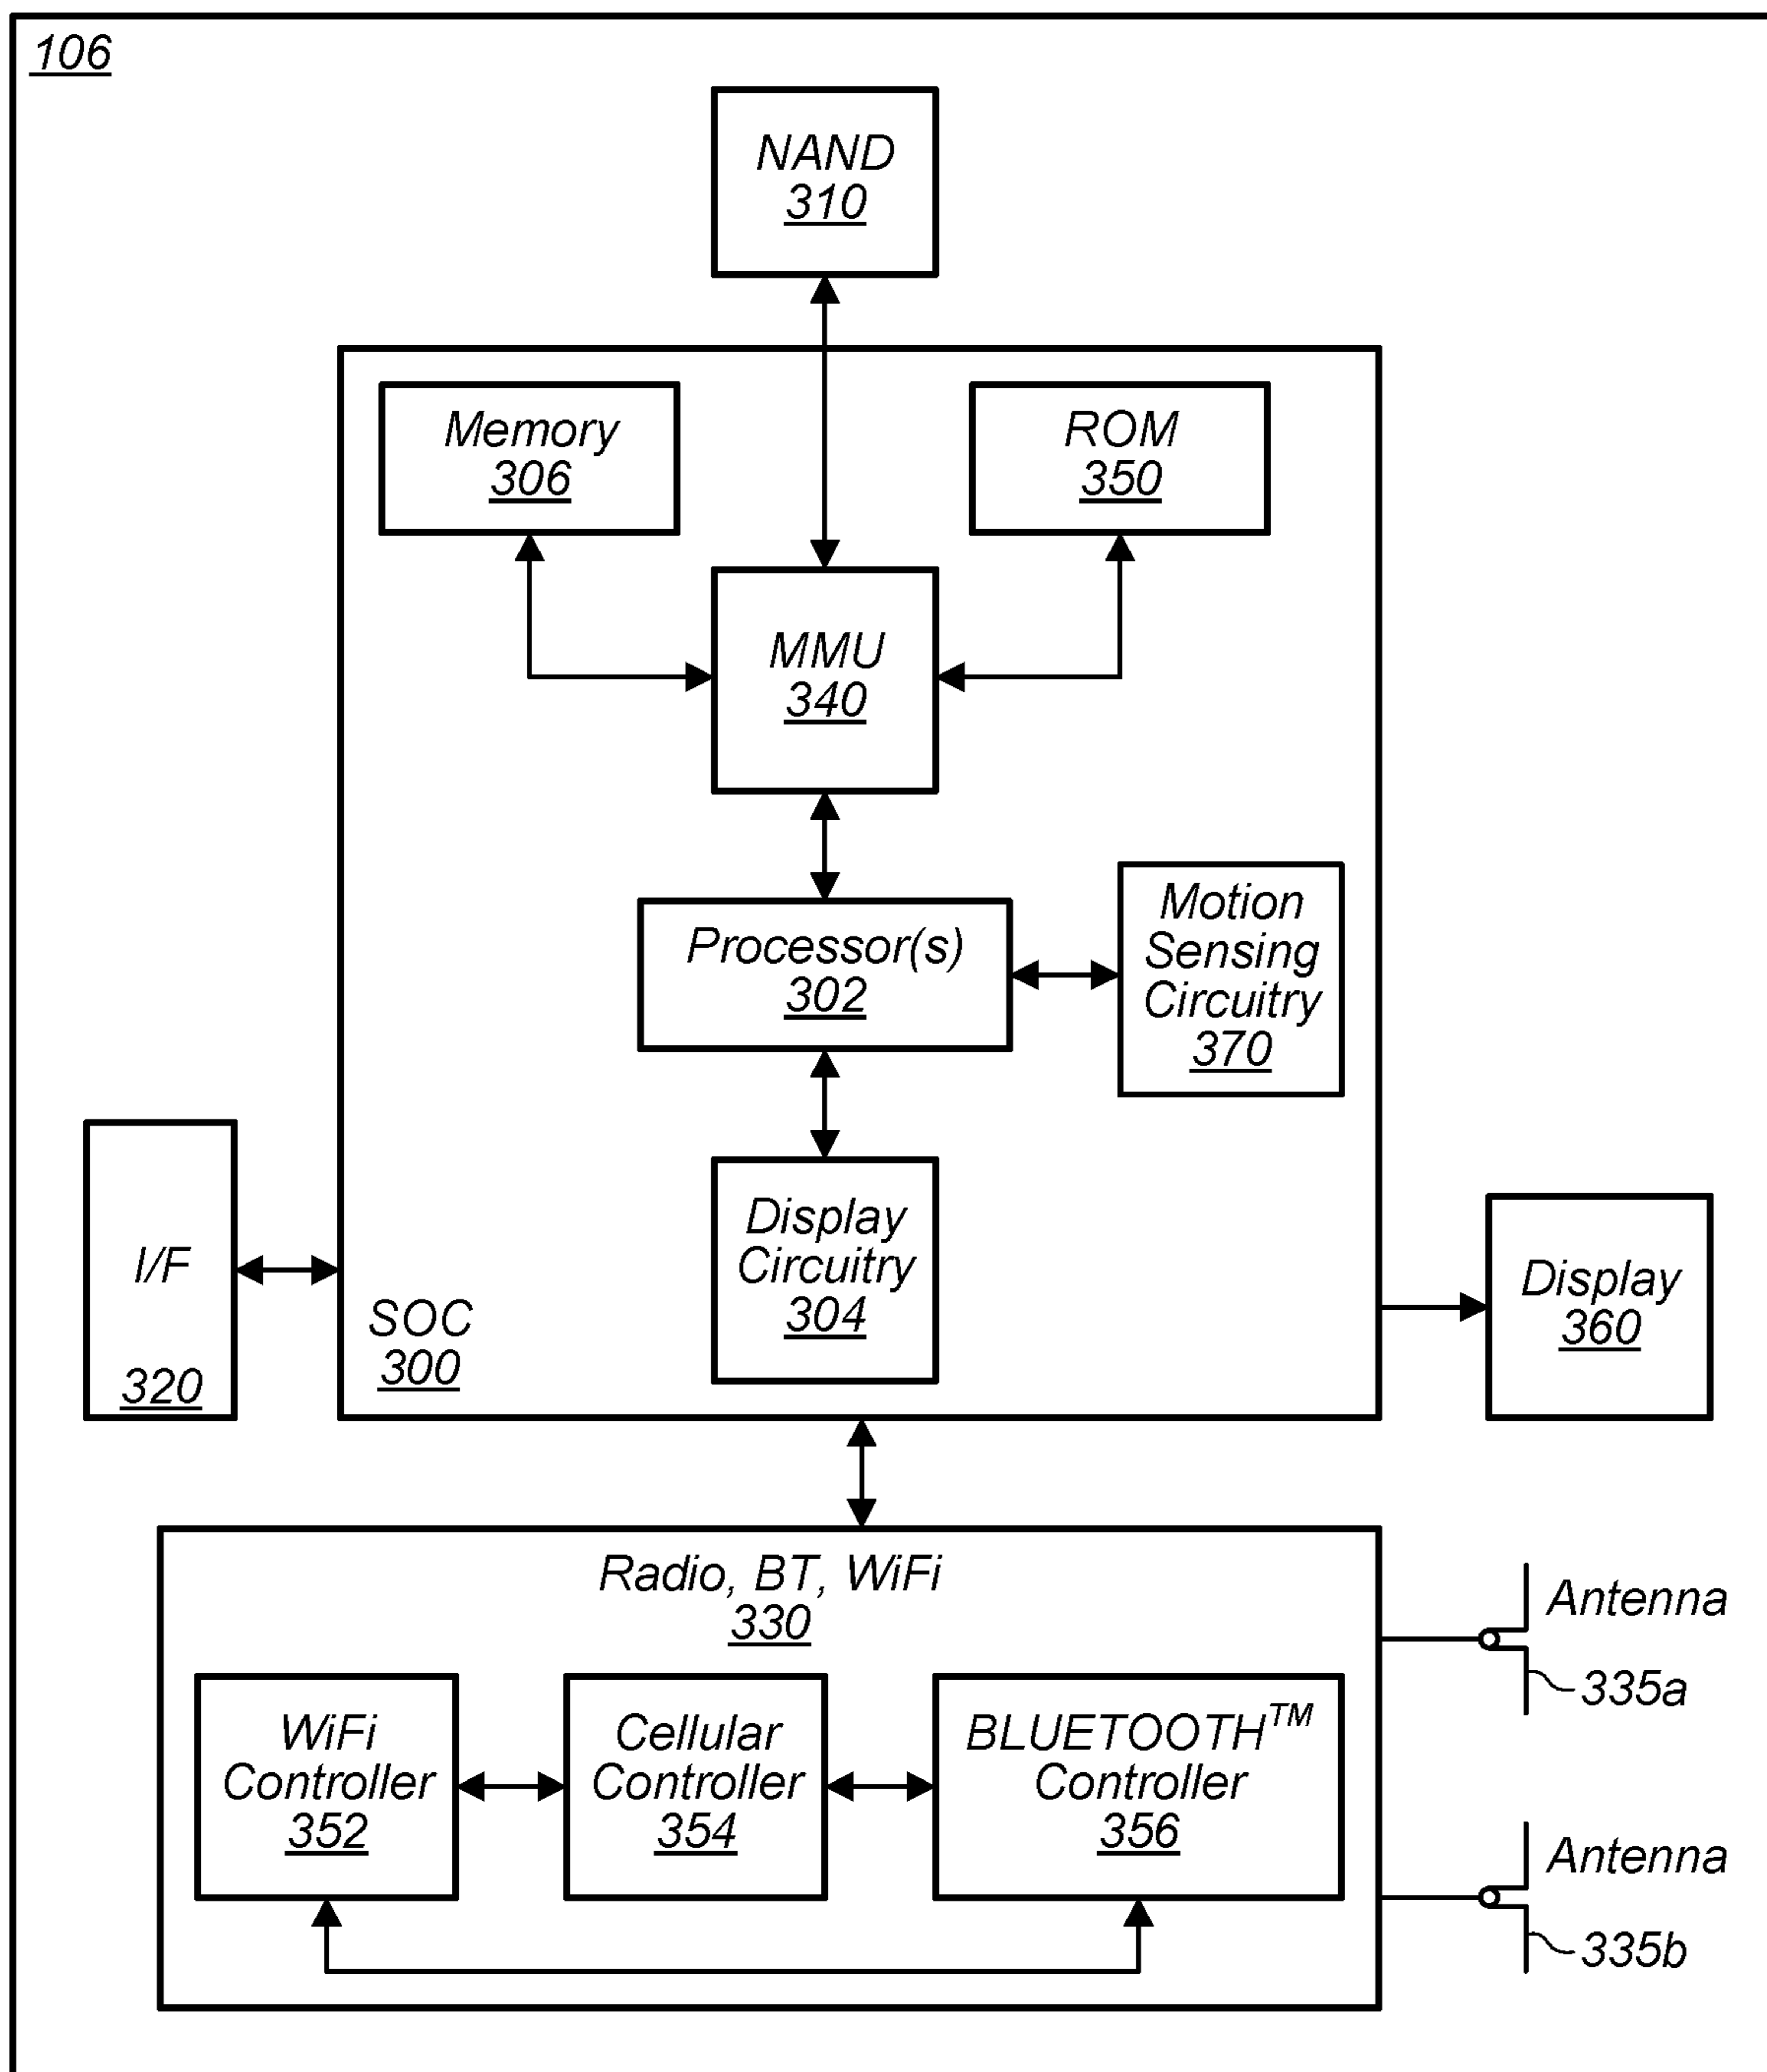 106
NAND
310
Memory
306
ROM
350
MMU
340
Processor(s)
302
Motion
Sensing
Circuitry
370
Display
Circuitry
304
I/F
320
SOC
300
Display
360
Radio, BT, WiFi
330
WiFi
Controller
352
Cellular
Controller
354
BLUETOOTH™
Controller
356
Antenna
335a
Antenna
335b